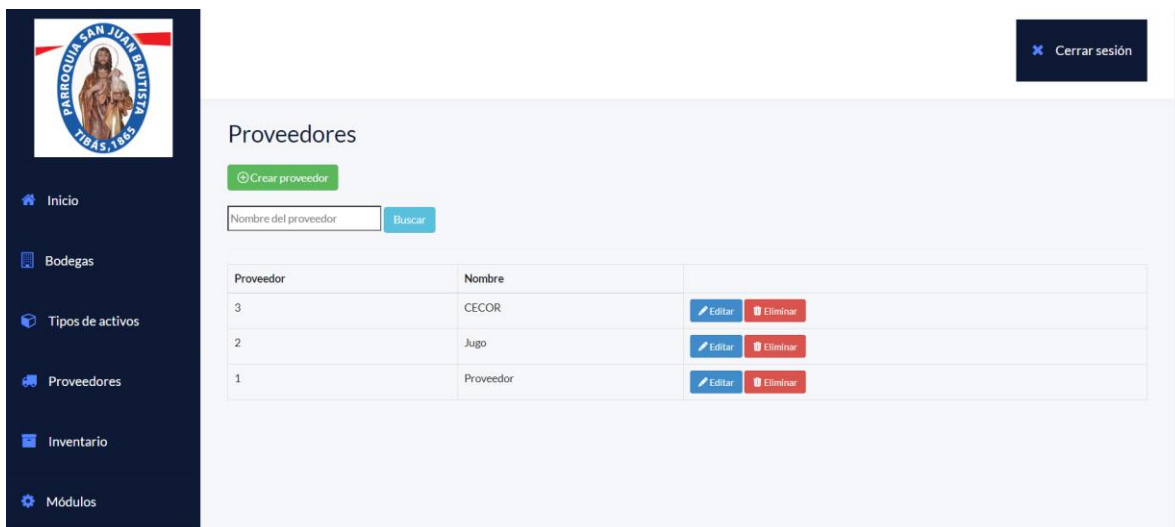 PARROQUIA SAN JUAN BAUTISTA
TIBÁS, 1865
Inicio
Bodegas
Tipos de activos
Proveedores
Inventario
Módulos
Cerrar sesión
Proveedores
Crear proveedor
Nombre del proveedor Buscar
Proveedor Nombre
3 CECOR Editar Eliminar
2 Jugo Editar Eliminar
1 Proveedor Editar Eliminar